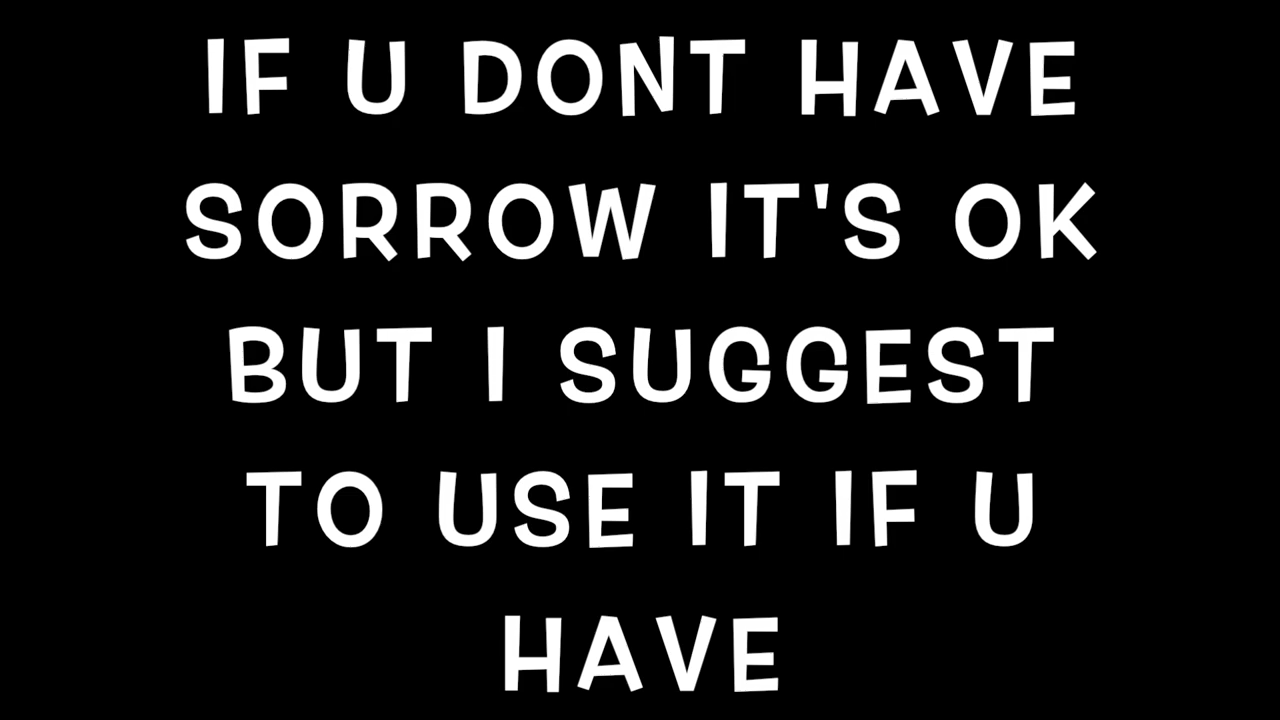 IF U DONT HAVE
SORROW IT'S OK
BUT I SUGGEST
TO USE IT IF U
HAVE